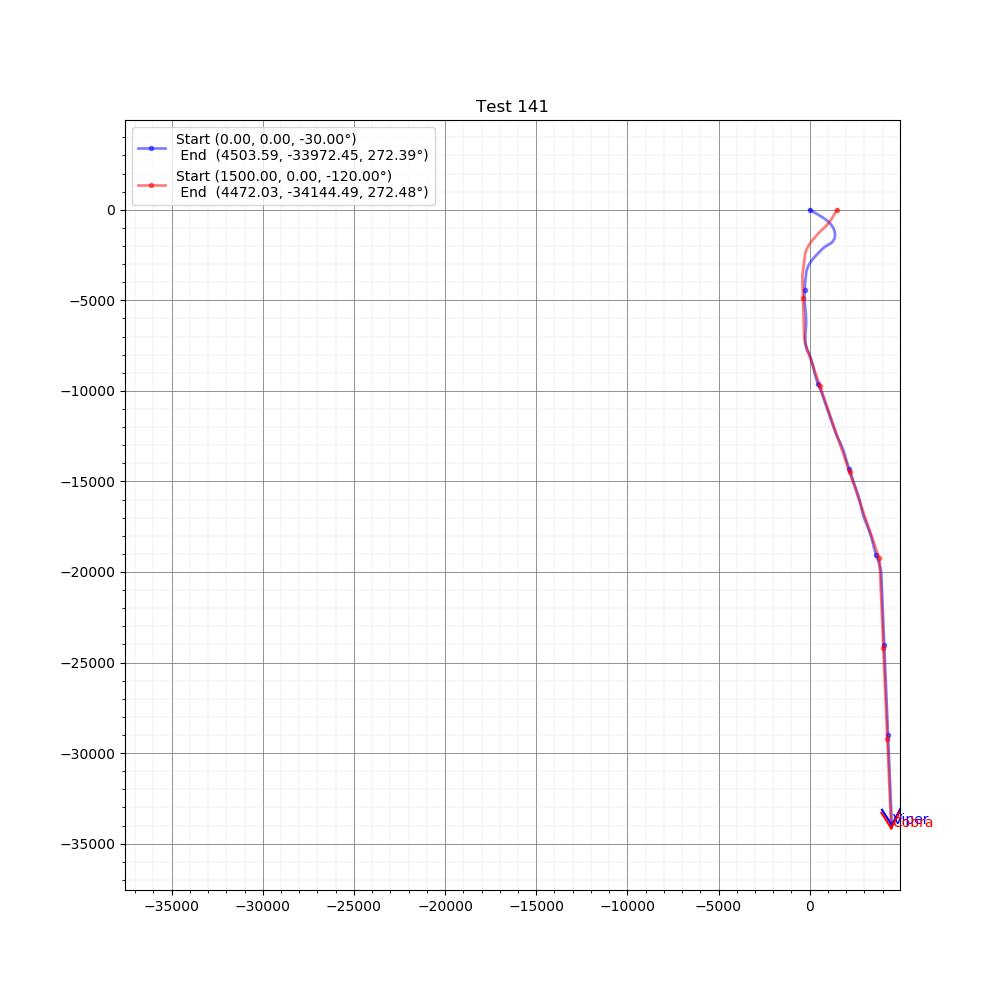 Test 141
Start (0.00, 0.00, -30.00°)
End (4503.59, -33972.45, 272.39°)
Start (1500.00, 0.00, -120.00°)
End (4472.03, -34144.49, 272.48°)
0
−5000
−10000
−15000
−20000
−25000
−30000
−35000
Viper
Cobra
−35000 −30000 −25000 −20000 −15000 −10000 −5000 0